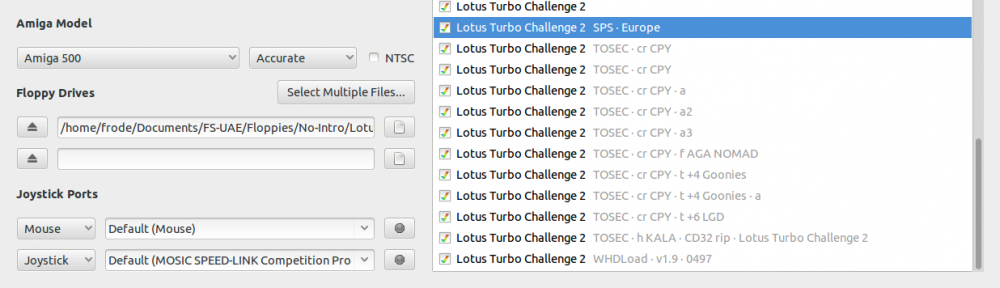 Amiga Model
Amiga 500
Accurate
NTSC
Floppy Drives
Select Multiple Files...
/home/frode/Documents/FS-UAE/Floppies/No-Intro/Lotu
Joystick Ports
Mouse
Default (Mouse)
Joystick
Default (MOSIC SPEED-LINK Competition Pro
Lotus Turbo Challenge 2
Lotus Turbo Challenge 2 SPS · Europe
Lotus Turbo Challenge 2 TOSEC · cr CPY
Lotus Turbo Challenge 2 TOSEC · cr CPY
Lotus Turbo Challenge 2 TOSEC · cr CPY · a
Lotus Turbo Challenge 2 TOSEC · cr CPY · a2
Lotus Turbo Challenge 2 TOSEC · cr CPY · a3
Lotus Turbo Challenge 2 TOSEC · cr CPY · f AGA NOMAD
Lotus Turbo Challenge 2 TOSEC · cr CPY · t +4 Goonies
Lotus Turbo Challenge 2 TOSEC · cr CPY · t +4 Goonies · a
Lotus Turbo Challenge 2 TOSEC · cr CPY · t +6 LGD
Lotus Turbo Challenge 2 TOSEC · h KALA · CD32 rip · Lotus Turbo Challenge 2
Lotus Turbo Challenge 2 WHDLoad · v1.9 · 0497